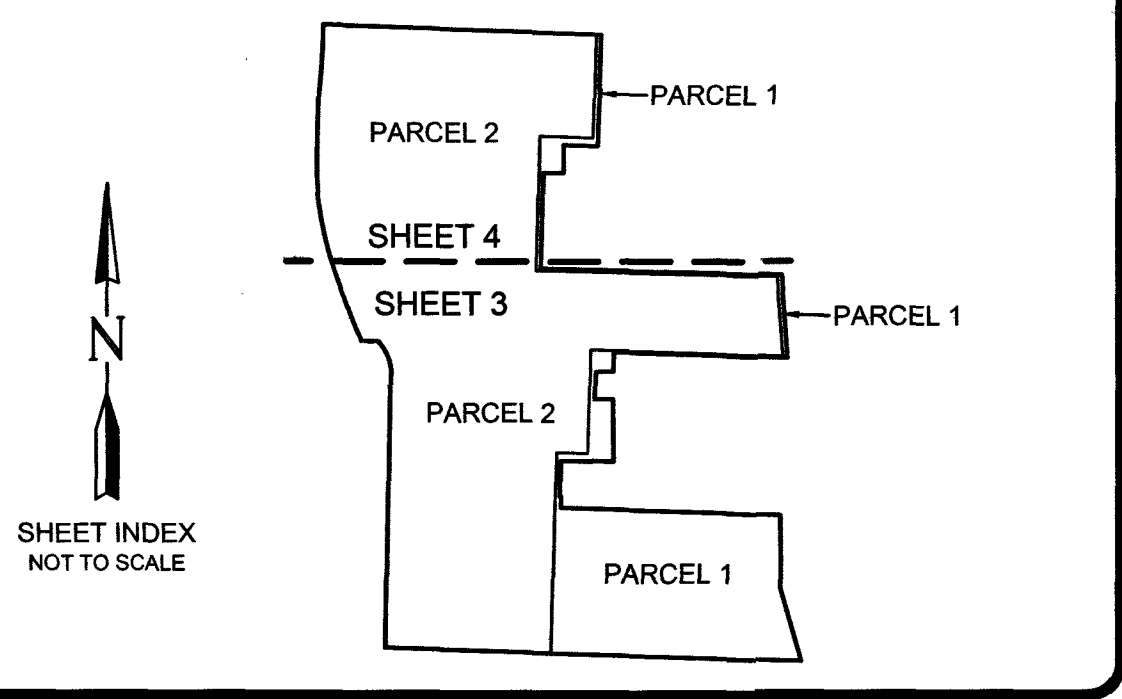 PARCEL 1
PARCEL 2
SHEET 4
SHEET 3
PARCEL 1
N
PARCEL 2
SHEET INDEX
NOT TO SCALE
PARCEL 1